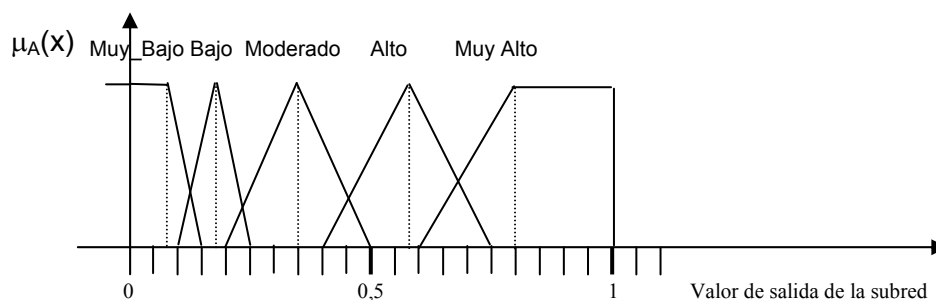 μA(x) Muy_Bajo Bajo Moderado Alto Muy Alto
0 0,5 1 Valor de salida de la subred